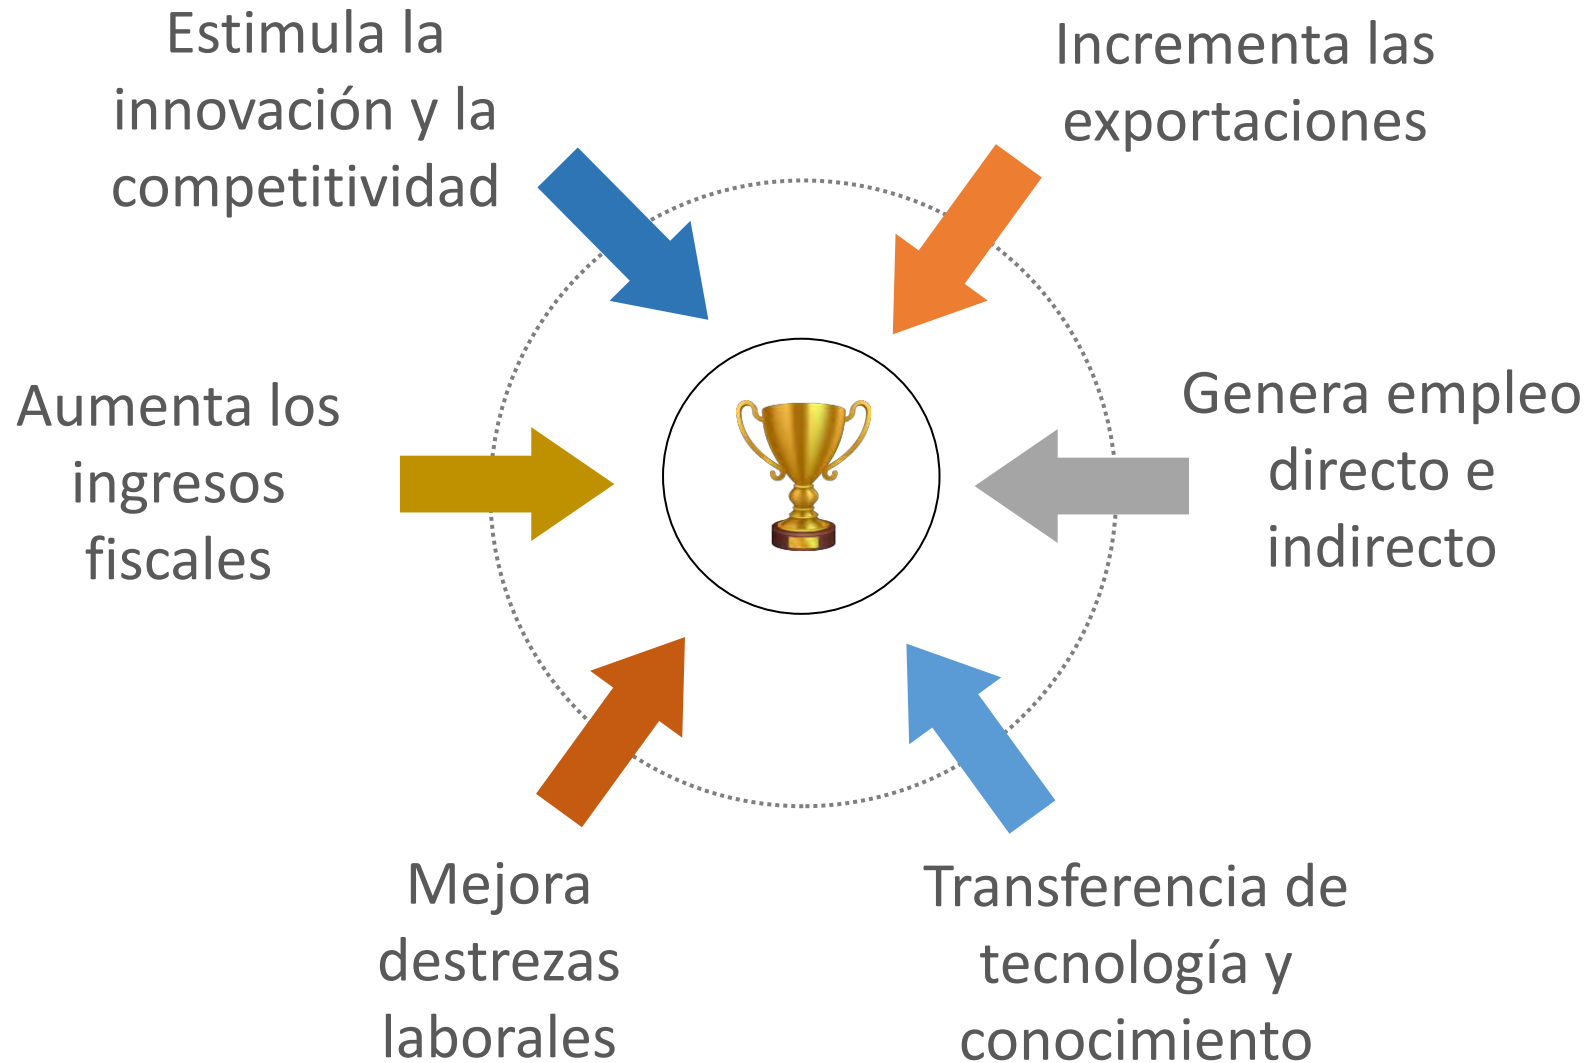 Estimula la
innovación y la
competitividad
Incrementa las
exportaciones
Aumenta los
ingresos
fiscales
Genera empleo
directo e
indirecto
Mejora
destrezas
laborales
Transferencia de
tecnología y
conocimiento